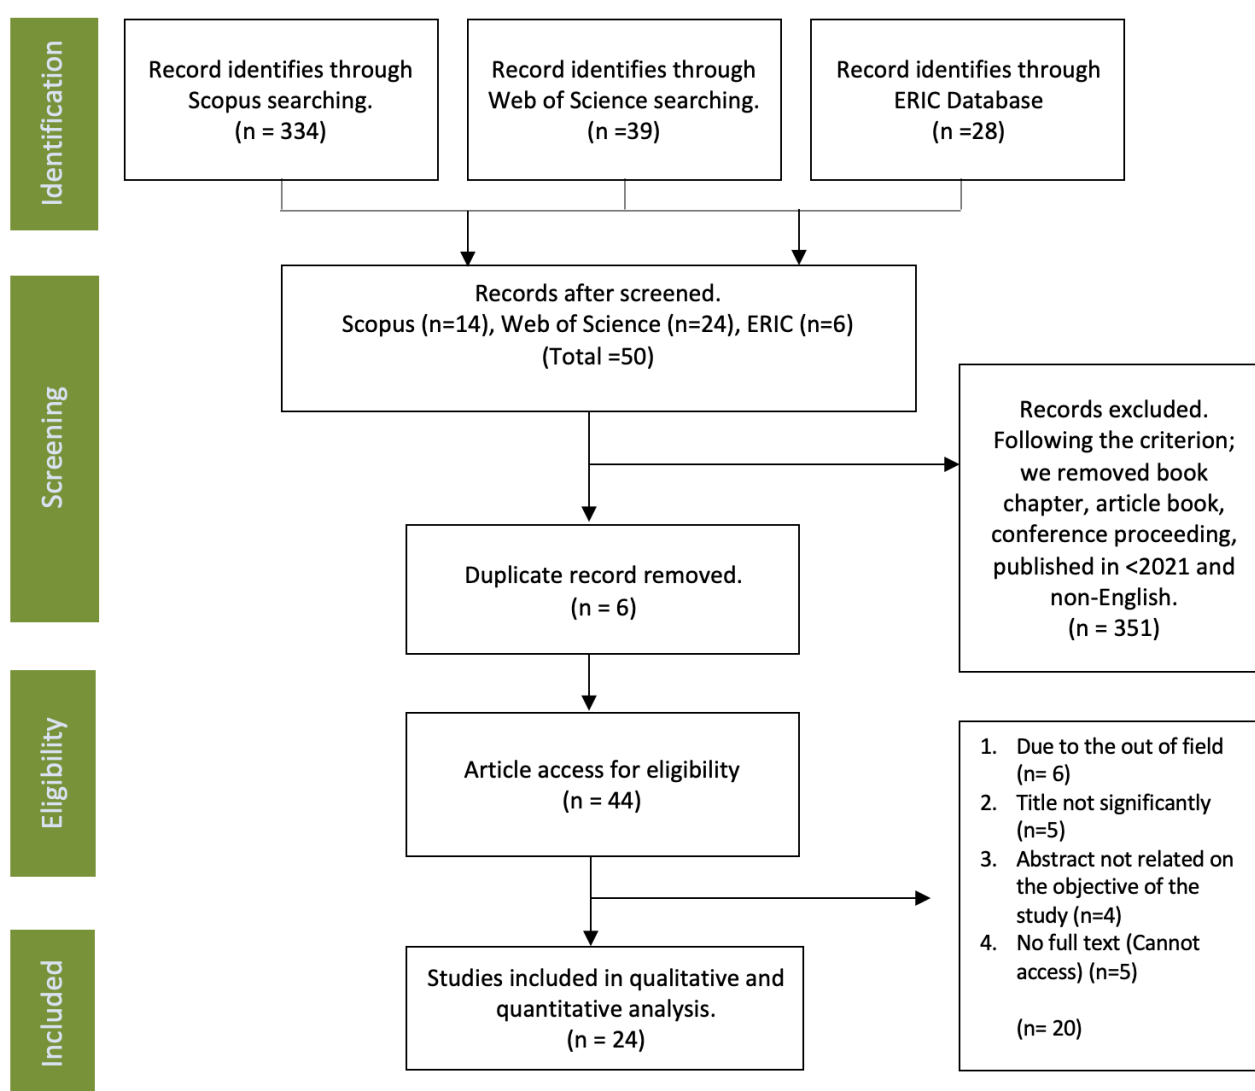 Identification
Record identifies through
Scopus searching.
(n = 334)
Record identifies through
Web of Science searching.
(n =39)
Record identifies through
ERIC Database
(n =28)
Screening
Records after screened.
Scopus (n=14), Web of Science (n=24), ERIC (n=6)
(Total =50)
Records excluded.
Following the criterion;
we removed book
chapter, article book,
conference proceeding,
published in <2021 and
non-English.
(n = 351)
Duplicate record removed.
(n = 6)
Eligibility
Article access for eligibility
(n = 44)
1. Due to the out of field
(n= 6)
2. Title not significantly
(n=5)
3. Abstract not related on
the objective of the
study (n=4)
4. No full text (Cannot
access) (n=5)
(n= 20)
Included
Studies included in qualitative and
quantitative analysis.
(n = 24)